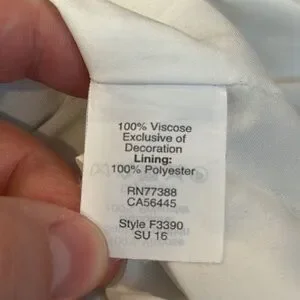 100% Viscose
Exclusive of
Decoration
Lining:
100% Polyester
RN77388
CA56445
Style F3390
SU 16